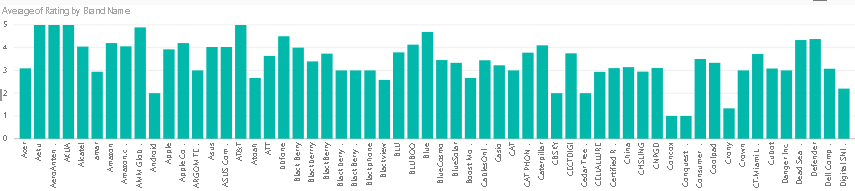 Average of Rating by Brand Name
5
4
3
2
1
0
Acer
Aetu
AeroAnten...
AKUA
Alcatel
amar
Amazon
Amazon.c...
AMM Glob...
Android
Apple
Apple Co...
ARGOM TE...
Asus
ASUS Com...
AT&T
Atoah
ATT
BBfone
Black Berry
Blackberry
BlackBerry
Blackberry...
BlackBerry...
Blackphone
Blackview
BLU
BLUBOO
Blue
BlueCosmo
BlueSolar
Boost Mo...
CablesOnl...
Casio
CAT
CAT PHON...
Caterpillar
CBSKY
CECTDIGI
CedarTree...
CELLALLURE
Certified R...
China
CHSLING
CNPGD
Concox
Conquest
Consumer...
Coolpad
Crony
Crown
CT-Miami L...
Cubot
Danger Inc
Dead Sea...
Defender
Dell Comp...
Digital SNI...